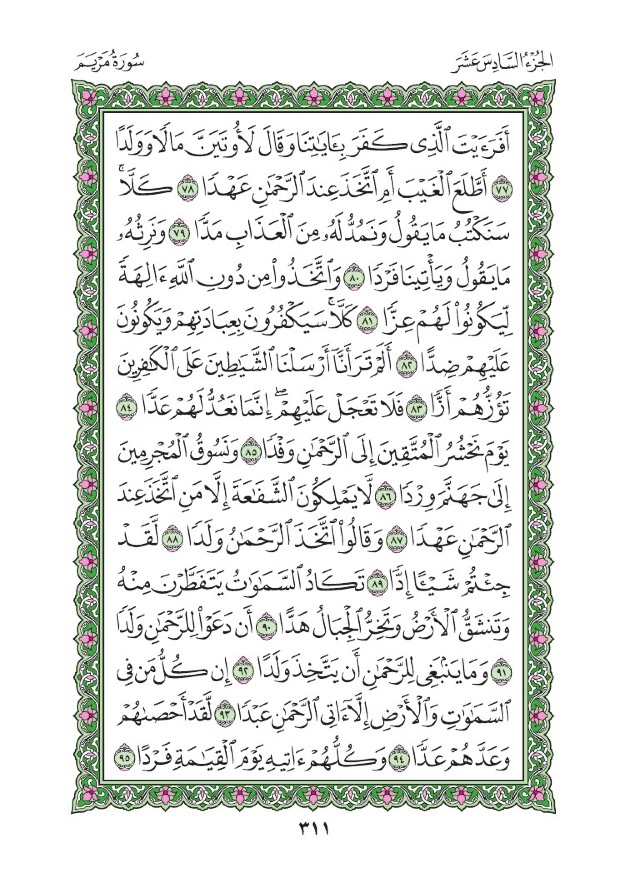 الجُزْءُ السَّادِسَ عَشَرَ
سُورَةُ مَرْيَمَ
أَفَرَءَيْتَ ٱلَّذِى كَفَرَ بِـَٔايَـٰتِنَا وَقَالَ لَأُوتَيَنَّ مَالًا وَوَلَدًا
٧٧ أَطَّلَعَ ٱلْغَيْبَ أَمِ ٱتَّخَذَ عِندَ ٱلرَّحْمَـٰنِ عَهْدًا ٧٨ كَلَّا ۚ
سَنَكْتُبُ مَا يَقُولُ وَنَمُدُّ لَهُۥ مِنَ ٱلْعَذَابِ مَدًّا ٧٩ وَنَرِثُهُۥ
مَا يَقُولُ وَيَأْتِينَا فَرْدًا ٨٠ وَٱتَّخَذُوا۟ مِن دُونِ ٱللَّهِ ءَالِهَةً
لِّيَكُونُوا۟ لَهُمْ عِزًّا ٨١ كَلَّا ۚ سَيَكْفُرُونَ بِعِبَادَتِهِمْ وَيَكُونُونَ
عَلَيْهِمْ ضِدًّا ٨٢ أَلَمْ تَرَ أَنَّآ أَرْسَلْنَا ٱلشَّيَـٰطِينَ عَلَى ٱلْكَـٰفِرِينَ
تَؤُزُّهُمْ أَزًّا ٨٣ فَلَا تَعْجَلْ عَلَيْهِمْ ۖ إِنَّمَا نَعُدُّ لَهُمْ عَدًّا ٨٤
يَوْمَ نَحْشُرُ ٱلْمُتَّقِينَ إِلَى ٱلرَّحْمَـٰنِ وَفْدًا ٨٥ وَنَسُوقُ ٱلْمُجْرِمِينَ
إِلَىٰ جَهَنَّمَ وِرْدًا ٨٦ لَّا يَمْلِكُونَ ٱلشَّفَـٰعَةَ إِلَّا مَنِ ٱتَّخَذَ عِندَ
ٱلرَّحْمَـٰنِ عَهْدًا ٨٧ وَقَالُوا۟ ٱتَّخَذَ ٱلرَّحْمَـٰنُ وَلَدًا ٨٨ لَّقَدْ
جِئْتُمْ شَيْـًٔا إِدًّا ٨٩ تَكَادُ ٱلسَّمَـٰوَٰتُ يَتَفَطَّرْنَ مِنْهُ
وَتَنشَقُّ ٱلْأَرْضُ وَتَخِرُّ ٱلْجِبَالُ هَدًّا ٩٠ أَن دَعَوْا۟ لِلرَّحْمَـٰنِ وَلَدًا
٩١ وَمَا يَنۢبَغِى لِلرَّحْمَـٰنِ أَن يَتَّخِذَ وَلَدًا ٩٢ إِن كُلُّ مَن فِى
ٱلسَّمَـٰوَٰتِ وَٱلْأَرْضِ إِلَّآ ءَاتِى ٱلرَّحْمَـٰنِ عَبْدًا ٩٣ لَّقَدْ أَحْصَىٰهُمْ
وَعَدَّهُمْ عَدًّا ٩٤ وَكُلُّهُمْ ءَاتِيهِ يَوْمَ ٱلْقِيَـٰمَةِ فَرْدًا ٩٥
٣١١